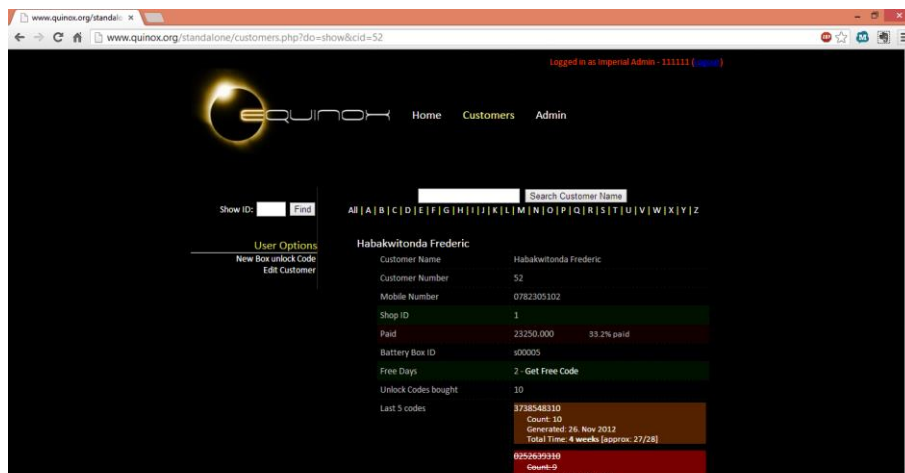 www.quinox.org/standal
www.quinox.org/standalone/customers.php?do=show&cid=52
Logged in as Imperial Admin - 111111 (
EQUINOX
Home Customers Admin
Search Customer Name
Show ID: Find
All | A | B | C | D | E | F | G | H | I | J | K | L | M | N | O | P | Q | R | S | T | U | V | W | X | Y | Z
User Options
New Box unlock Code
Edit Customer
Habakwitonda Frederic
Customer Name Habakwitonda Frederic
Customer Number 52
Mobile Number 0782305102
Shop ID 1
Paid 23250.000 33.2% paid
Battery Box ID s00005
Free Days 2 - Get Free Code
Unlock Codes bought 10
Last 5 codes 3738548310
Count: 10
Generated: 26. Nov 2012
Total Time: 4 weeks [approx: 27/28]
0252639310
Count: 9